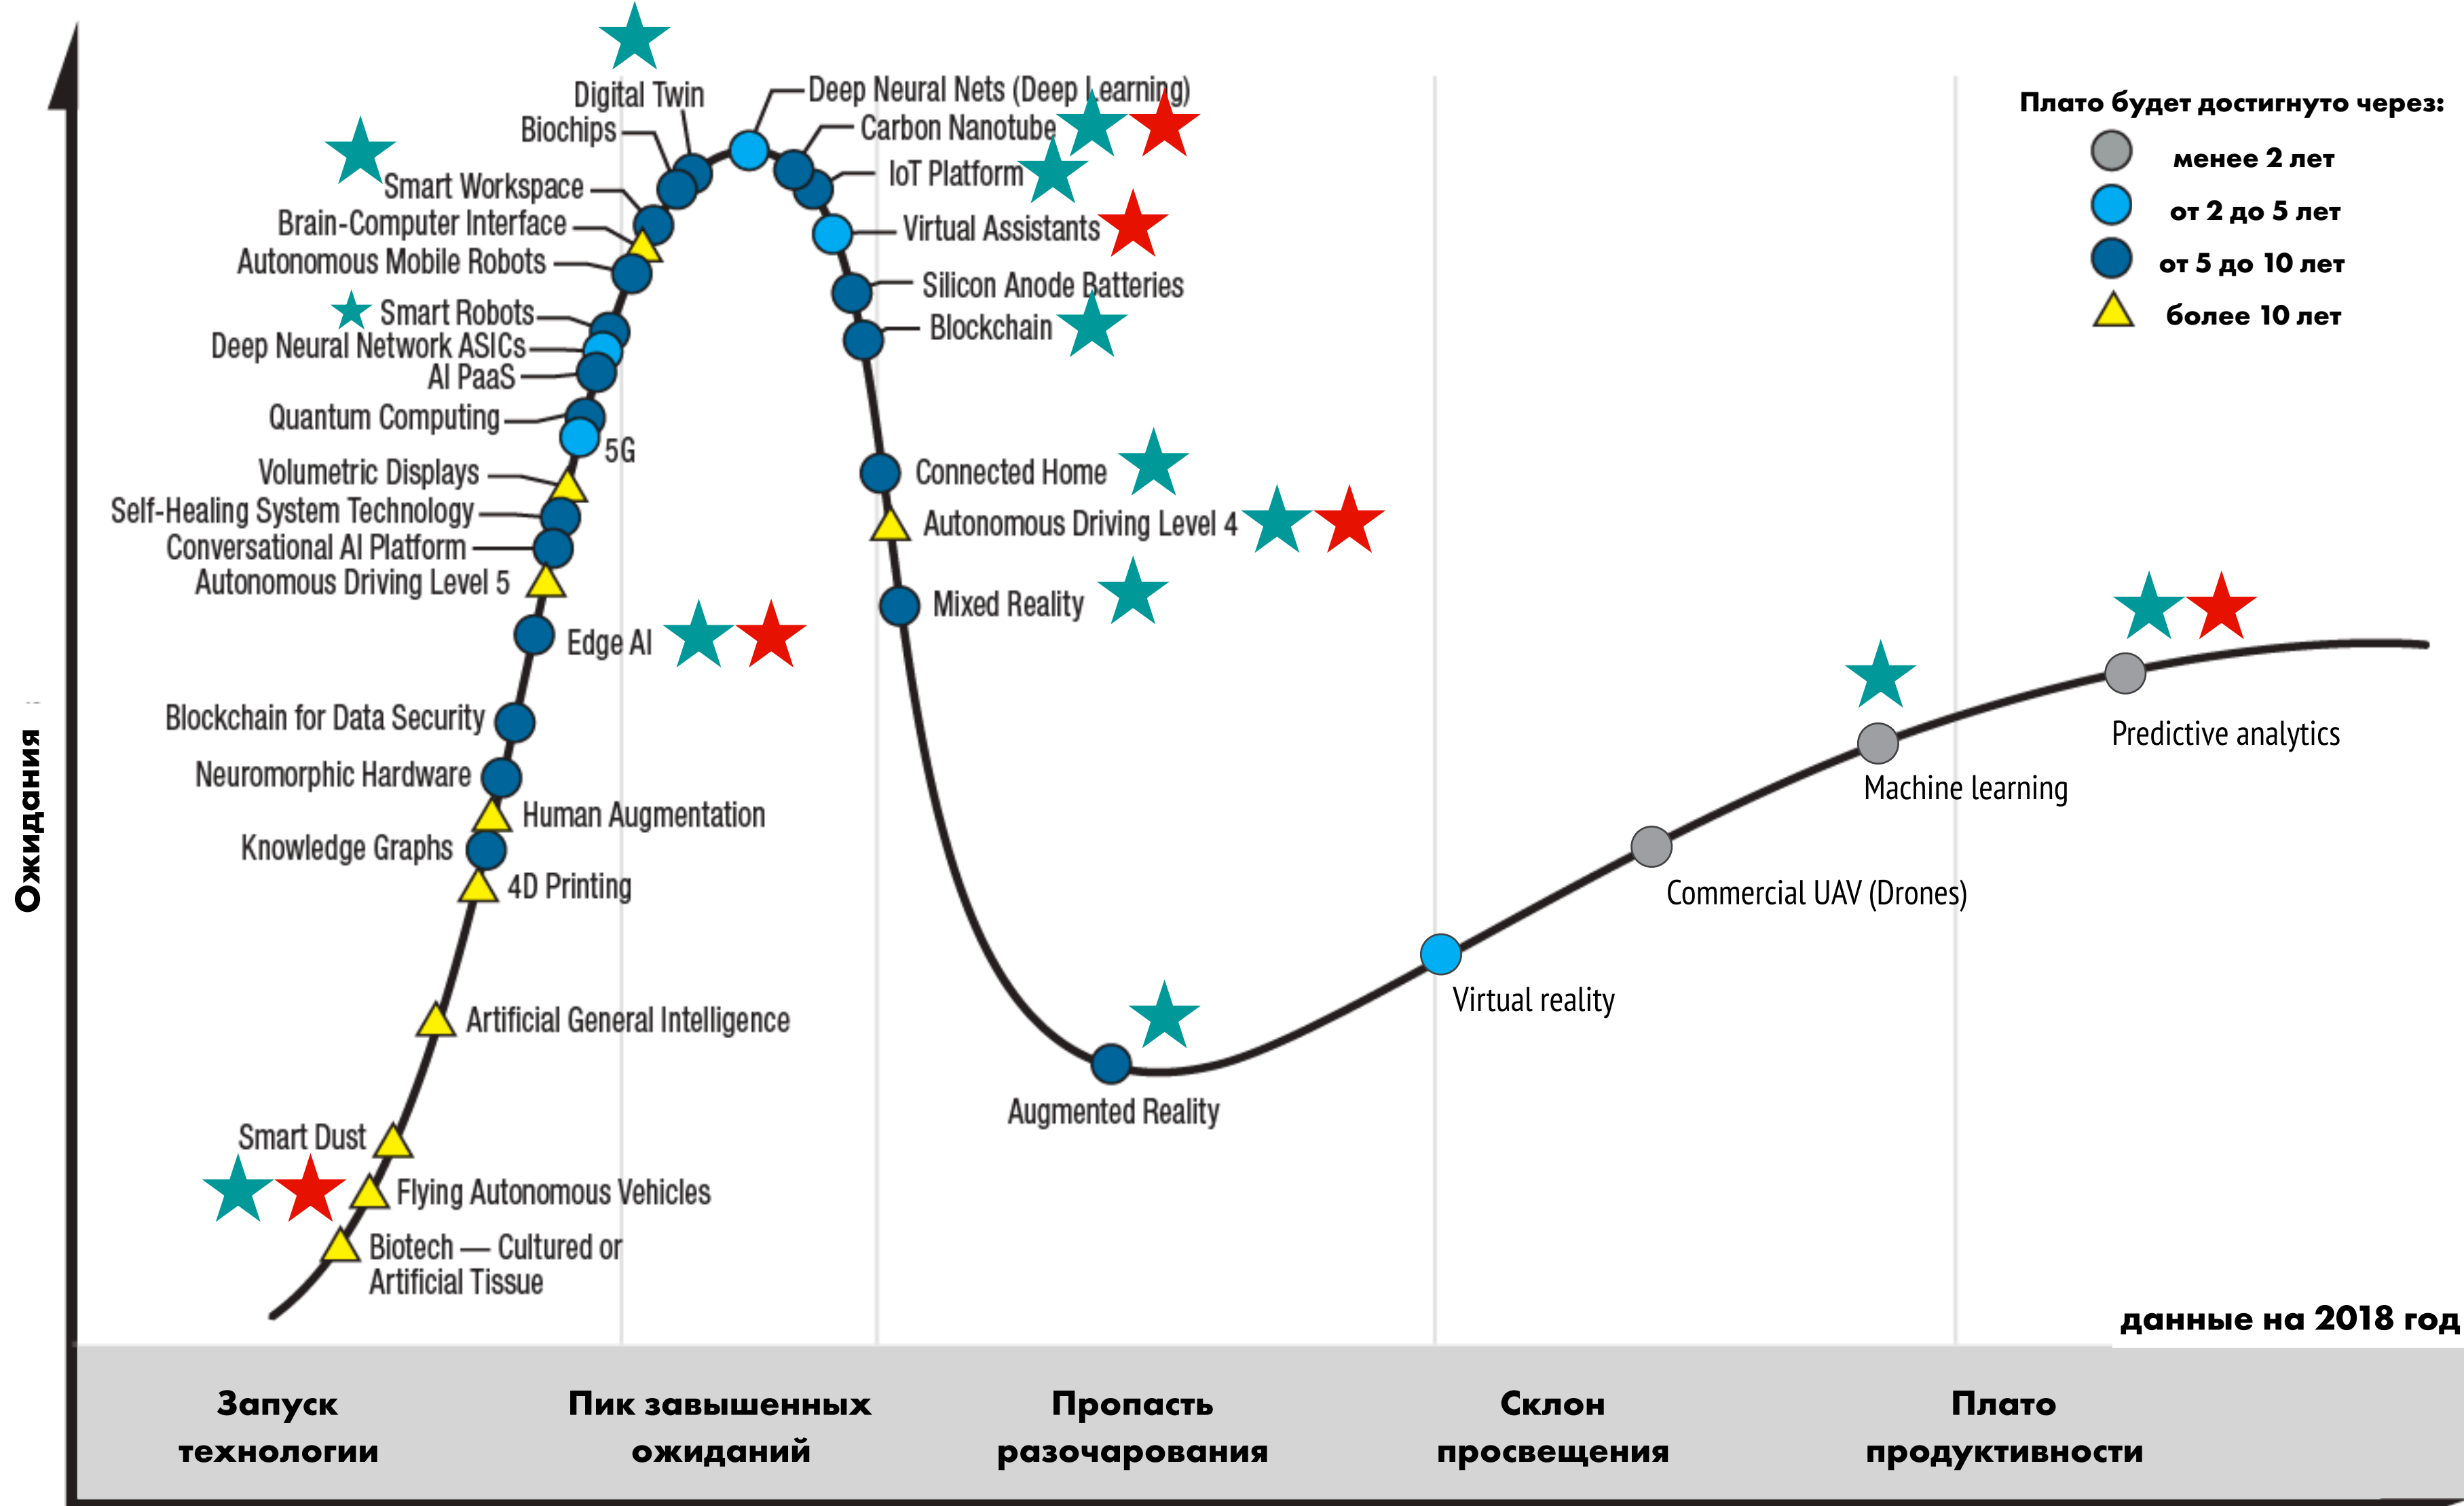 Digital Twin
Biochips
Smart Workspace
Brain-Computer Interface
Autonomous Mobile Robots
Smart Robots
Deep Neural Network ASICs
AI PaaS
Quantum Computing
5G
Volumetric Displays
Self-Healing System Technology
Conversational AI Platform
Autonomous Driving Level 5
Edge AI
Blockchain for Data Security
Neuromorphic Hardware
Human Augmentation
Knowledge Graphs
4D Printing
Artificial General Intelligence
Smart Dust
Flying Autonomous Vehicles
Biotech — Cultured or
Artificial Tissue
Deep Neural Nets (Deep Learning)
Carbon Nanotube
IoT Platform
Virtual Assistants
Silicon Anode Batteries
Blockchain
Connected Home
Autonomous Driving Level 4
Mixed Reality
Augmented Reality
Virtual reality
Commercial UAV (Drones)
Machine learning
Predictive analytics
Плато будет достигнуто через:
менее 2 лет
от 2 до 5 лет
от 5 до 10 лет
более 10 лет
Ожидания
данные на 2018 год
Запуск
технологии
Пик завышенных
ожиданий
Пропасть
разочарования
Склон
просвещения
Плато
продуктивности